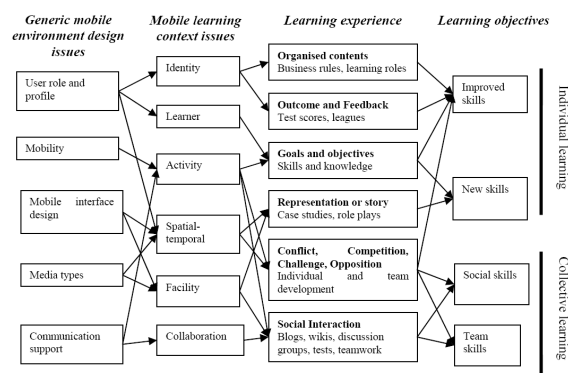 Generic mobile
environment design
issues
Mobile learning
context issues
Learning experience
Learning objectives
User role and
profile
Mobility
Mobile interface
design
Media types
Communication
support
Identity
Learner
Activity
Spatial-
temporal
Facility
Collaboration
Organised contents
Business rules, learning roles
Outcome and Feedback
Test scores, leagues
Goals and objectives
Skills and knowledge
Representation or story
Case studies, role plays
Conflict, Competition,
Challenge, Opposition
Individual and team
development
Social Interaction
Blogs, wikis, discussion
groups, tests, teamwork
Improved
skills
New skills
Social skills
Team
skills
Individual learning
Collective learning